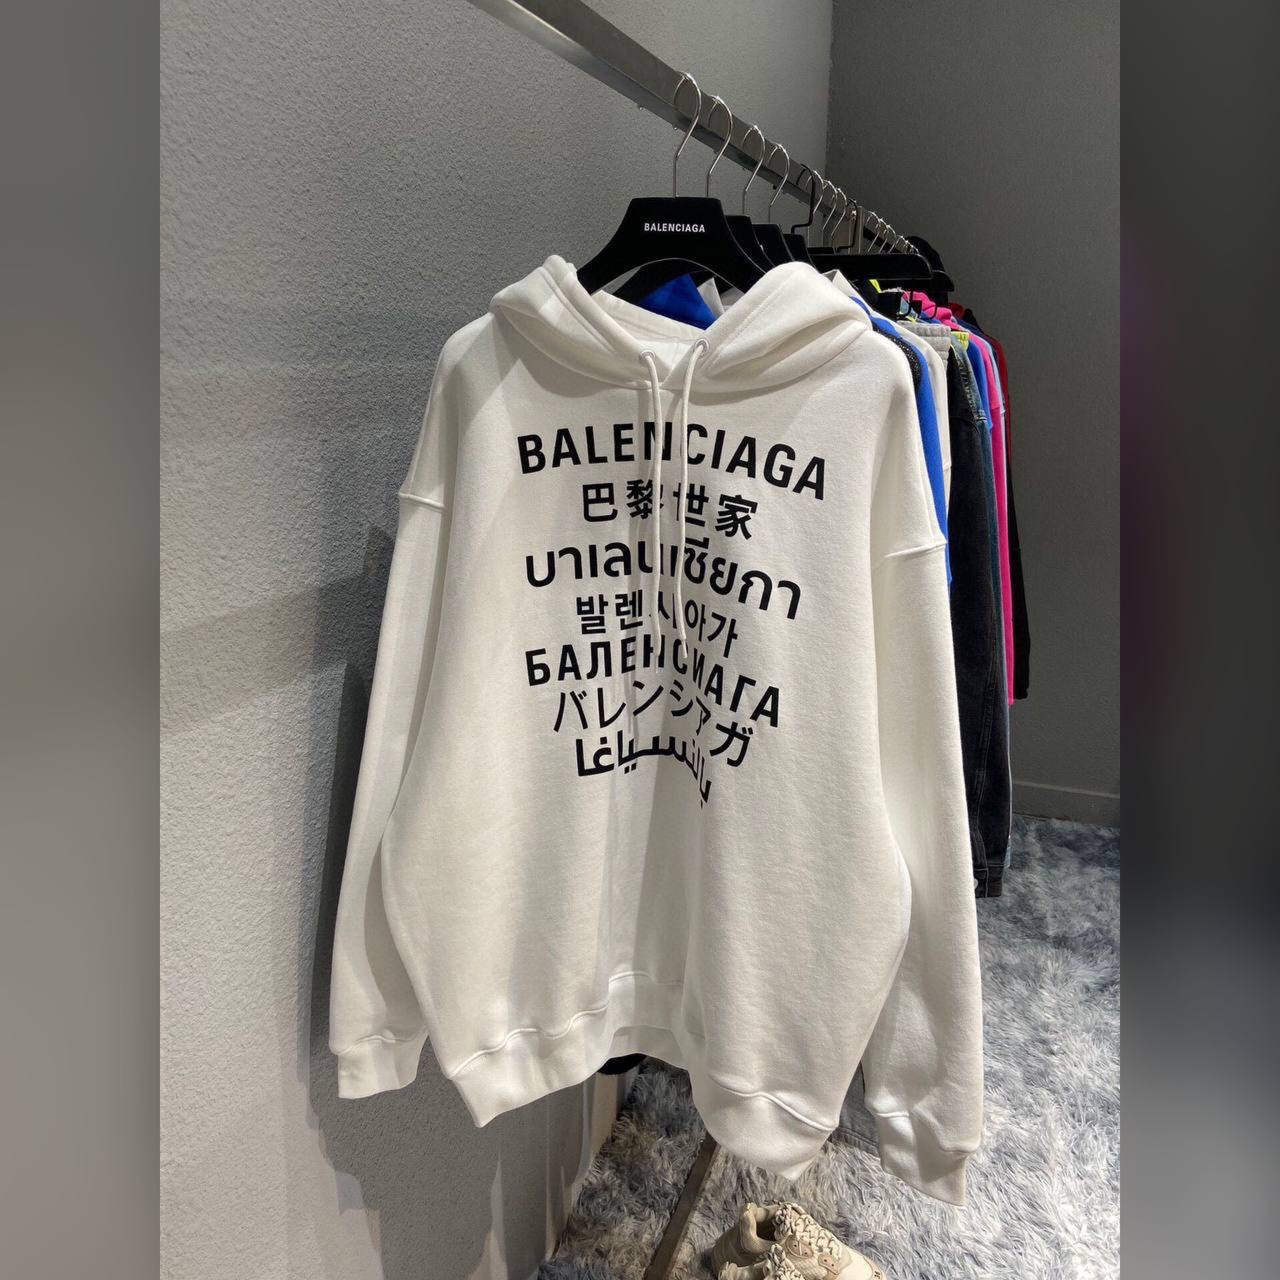 BALENCIAGA
BALENCIAGA
巴黎世家
บาเลนเซียกา
발렌시아가
БАЛЕНСИАГА
バレンシアガ
بالنسياغا